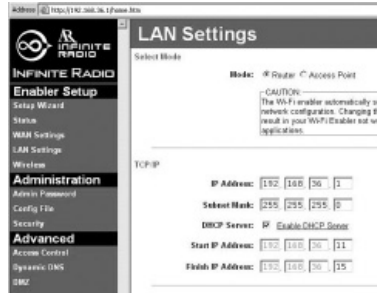 Address http://192.168.36.1/home.htm
INFINITE
RADIO
INFINITE RADIO
Enabler Setup
Setup Wizard
Status
WAN Settings
LAN Settings
Wireless
Administration
Admin Password
Config File
Security
Advanced
Access Control
Dynamic DNS
DMZ
LAN Settings
Select Mode
Mode: Router Access Point
CAUTION:
The Wi-Fi enabler automatically s
network configuration. Changing th
result in your Wi-Fi Enabler not w
applications.
TCP/IP
IP Address: 192 168 36 1
Subnet Mask: 255 255 255 0
DHCP Server: Enable DHCP Server
Start IP Address: 192 168 36 11
Finish IP Address: 192 168 36 15